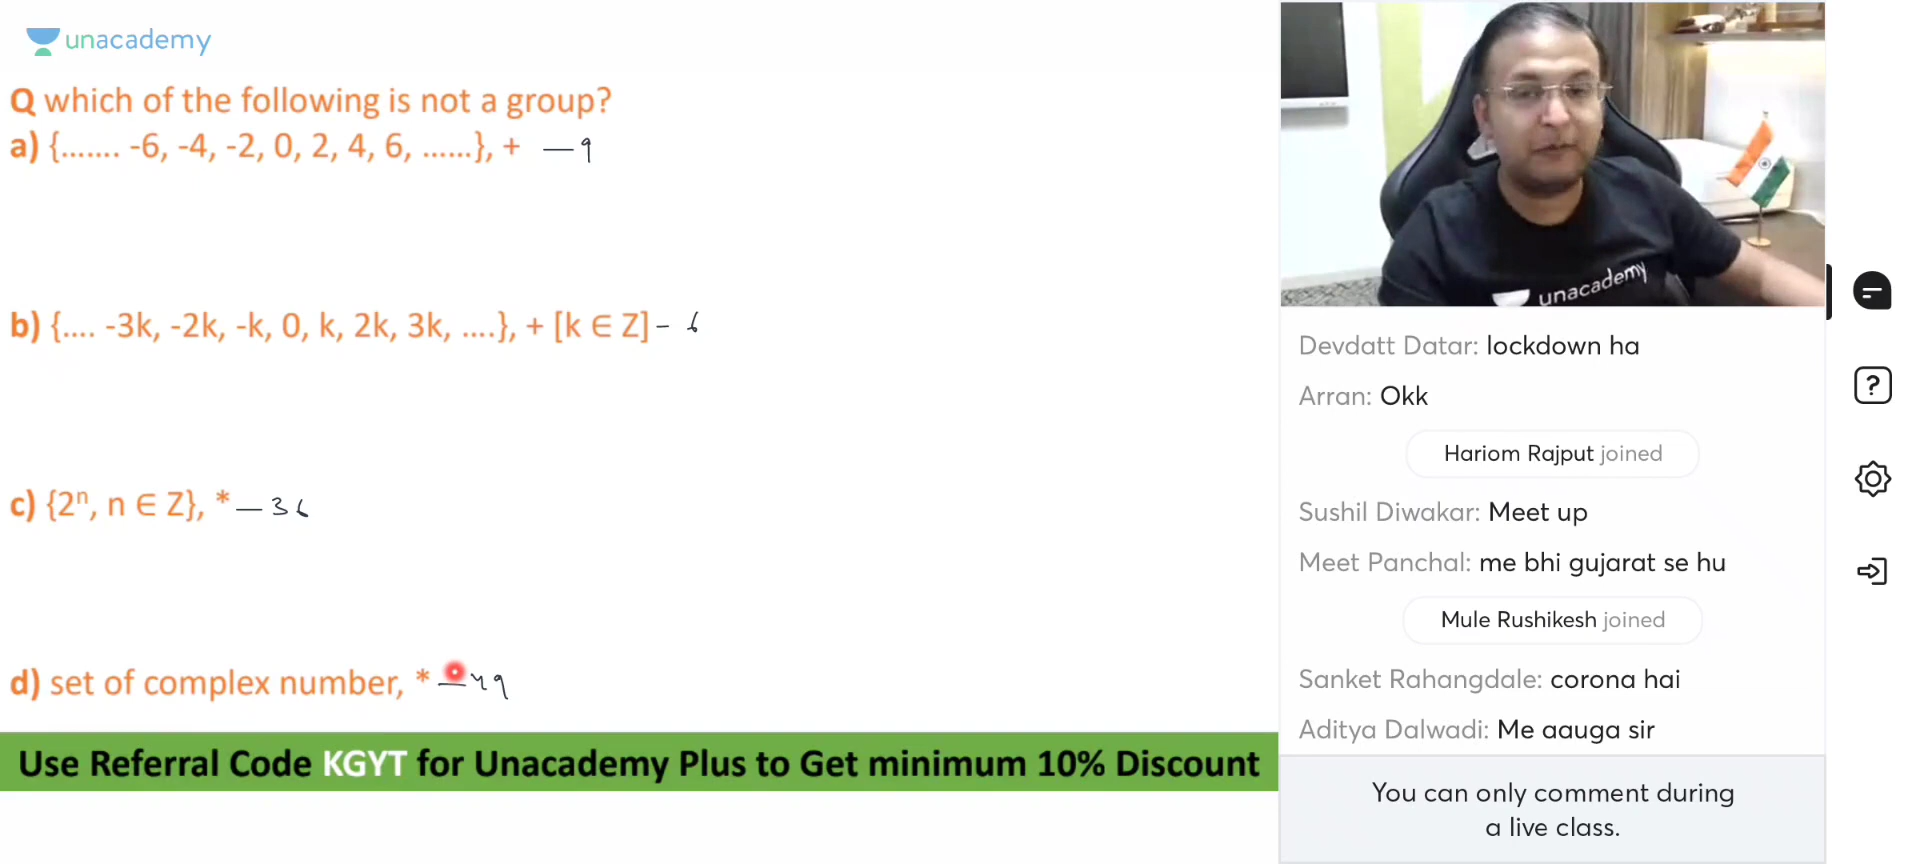 unacademy
Q which of the following is not a group?
a) {....... -6, -4, -2, 0, 2, 4, 6, ......}, + — 9
b) {.... -3k, -2k, -k, 0, k, 2k, 3k, ....}, + [k ∈ Z] - 6
c) {2ⁿ, n ∈ Z}, * — 36
d) set of complex number, * — 49
Use Referral Code KGYT for Unacademy Plus to Get minimum 10% Discount
unacademy
Devdatt Datar: lockdown ha
Arran: Okk
Hariom Rajput joined
Sushil Diwakar: Meet up
Meet Panchal: me bhi gujarat se hu
Mule Rushikesh joined
Sanket Rahangdale: corona hai
Aditya Dalwadi: Me aauga sir
You can only comment during
a live class.
?